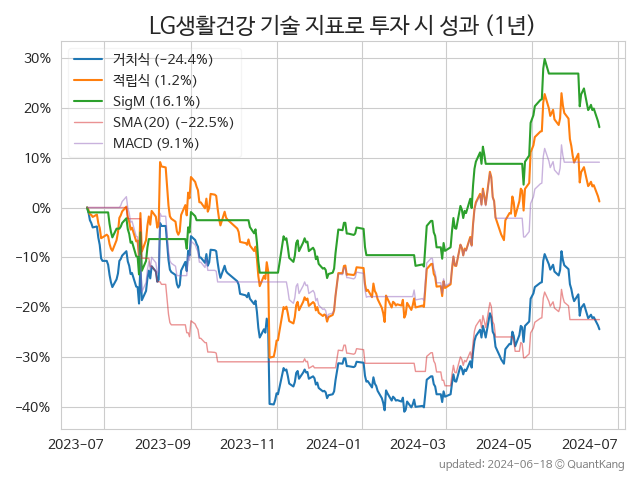 LG생활건강 기술 지표로 투자 시 성과 (1년)
거치식 (−24.4%)
적립식 (1.2%)
SigM (16.1%)
SMA(20) (−22.5%)
MACD (9.1%)
30%
20%
10%
0%
−10%
−20%
−30%
−40%
2023-07 2023-09 2023-11 2024-01 2024-03 2024-05 2024-07
updated: 2024-06-18 © QuantKang